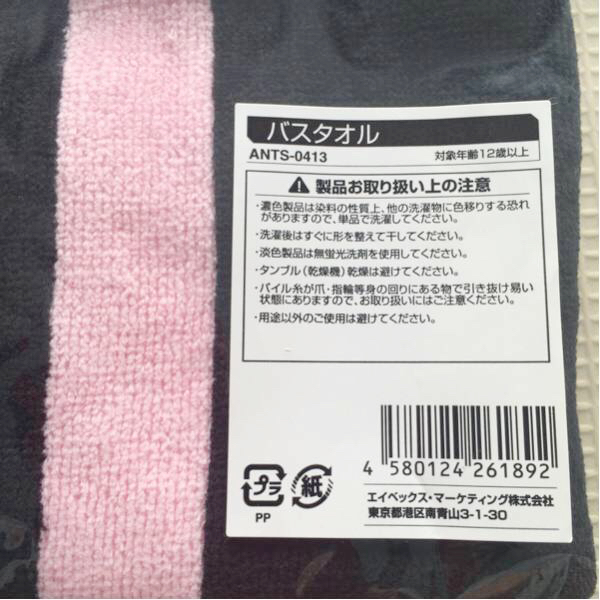 バスタオル
ANTS-0413
対象年齢12歳以上
製品お取り扱い上の注意
・濃色製品は染料の性質上、他の洗濯物に色移りする恐れ
がありますので、単品で洗濯してください。
・洗濯後はすぐに形を整えて干してください。
・淡色製品は無蛍光洗剤を使用してください。
・タンブル（乾燥機）乾燥は避けてください。
・パイル糸が爪・指輪等身の回りにある物で引き抜け易い
状態にありますので、お取り扱いにはご注意ください。
・用途以外のご使用は避けてください。
4 580124 261892
プラ
PP
紙
エイベックス・マーケティング株式会社
東京都港区南青山3-1-30